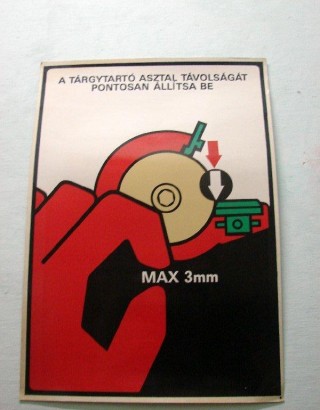 A TÁRGYTARTÓ ASZTAL TÁVOLSÁGÁT
PONTOSAN ÁLLÍTSA BE
MAX 3mm